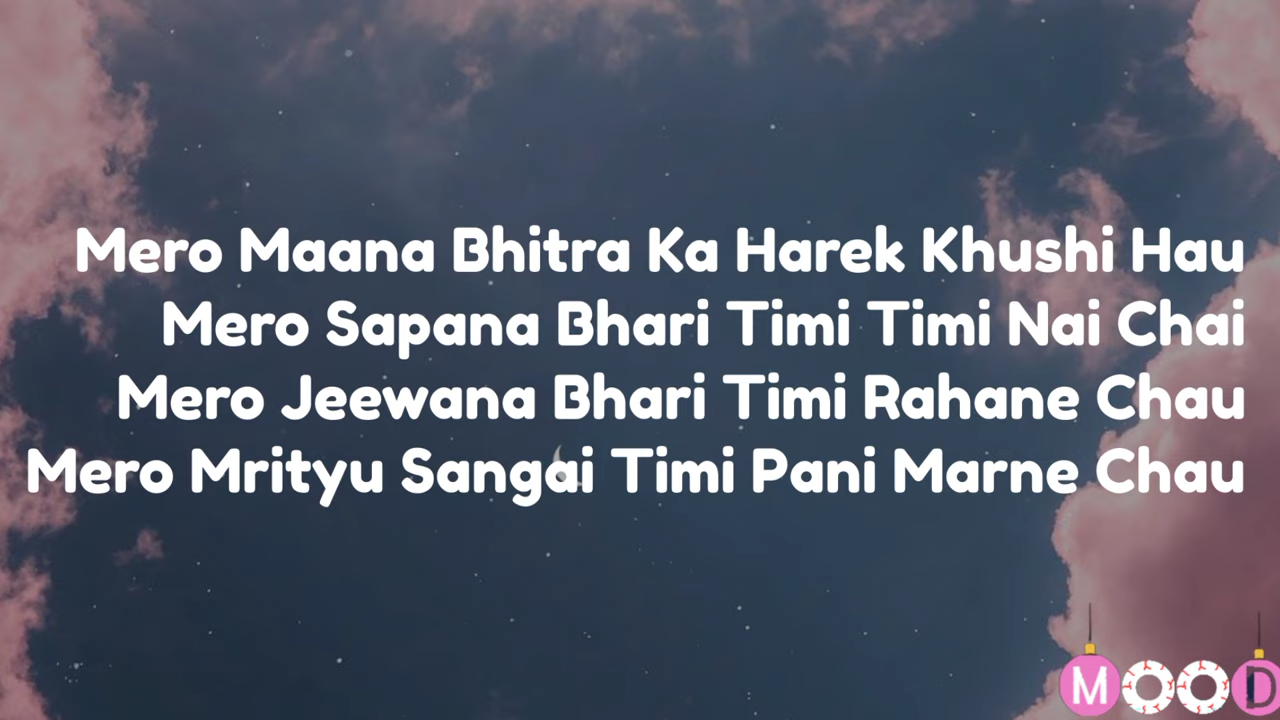 Mero Maana Bhitra Ka Harek Khushi Hau
Mero Sapana Bhari Timi Timi Nai Chai
Mero Jeewana Bhari Timi Rahane Chau
Mero Mrityu Sangai Timi Pani Marne Chau
MOOD